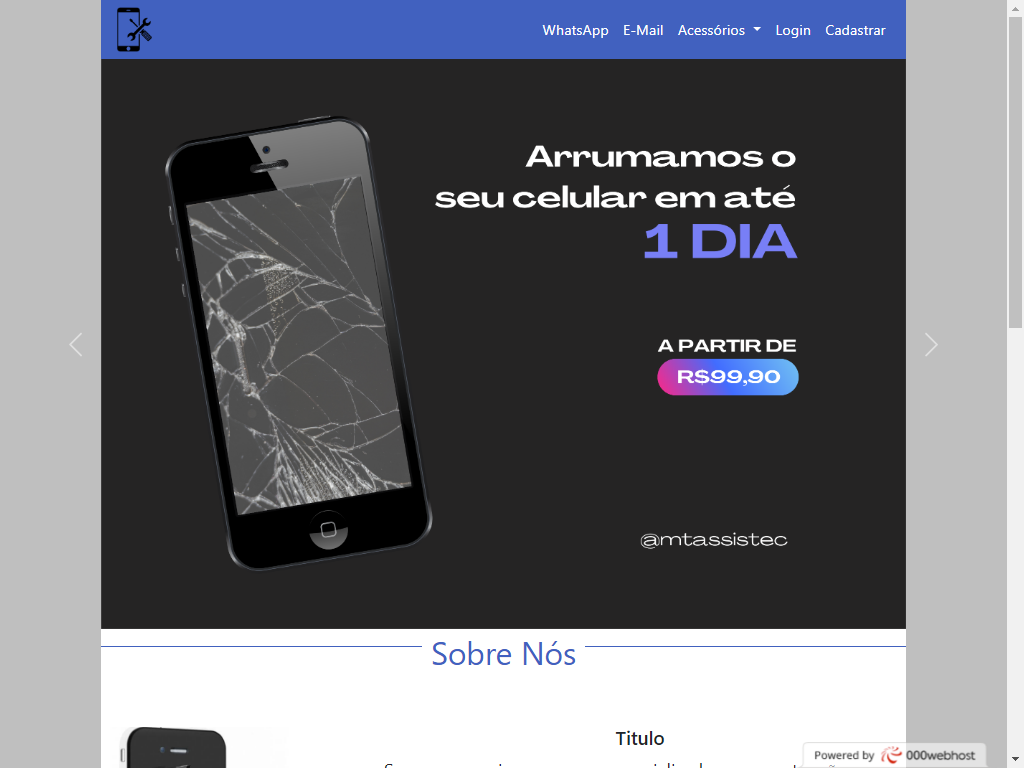 WhatsApp E-Mail Acessórios Login Cadastrar
Arrumamos o
seu celular em até
1 DIA
A PARTIR DE
R$99,90
@mtassistec
Sobre Nós
Titulo
Powered by 000webhost